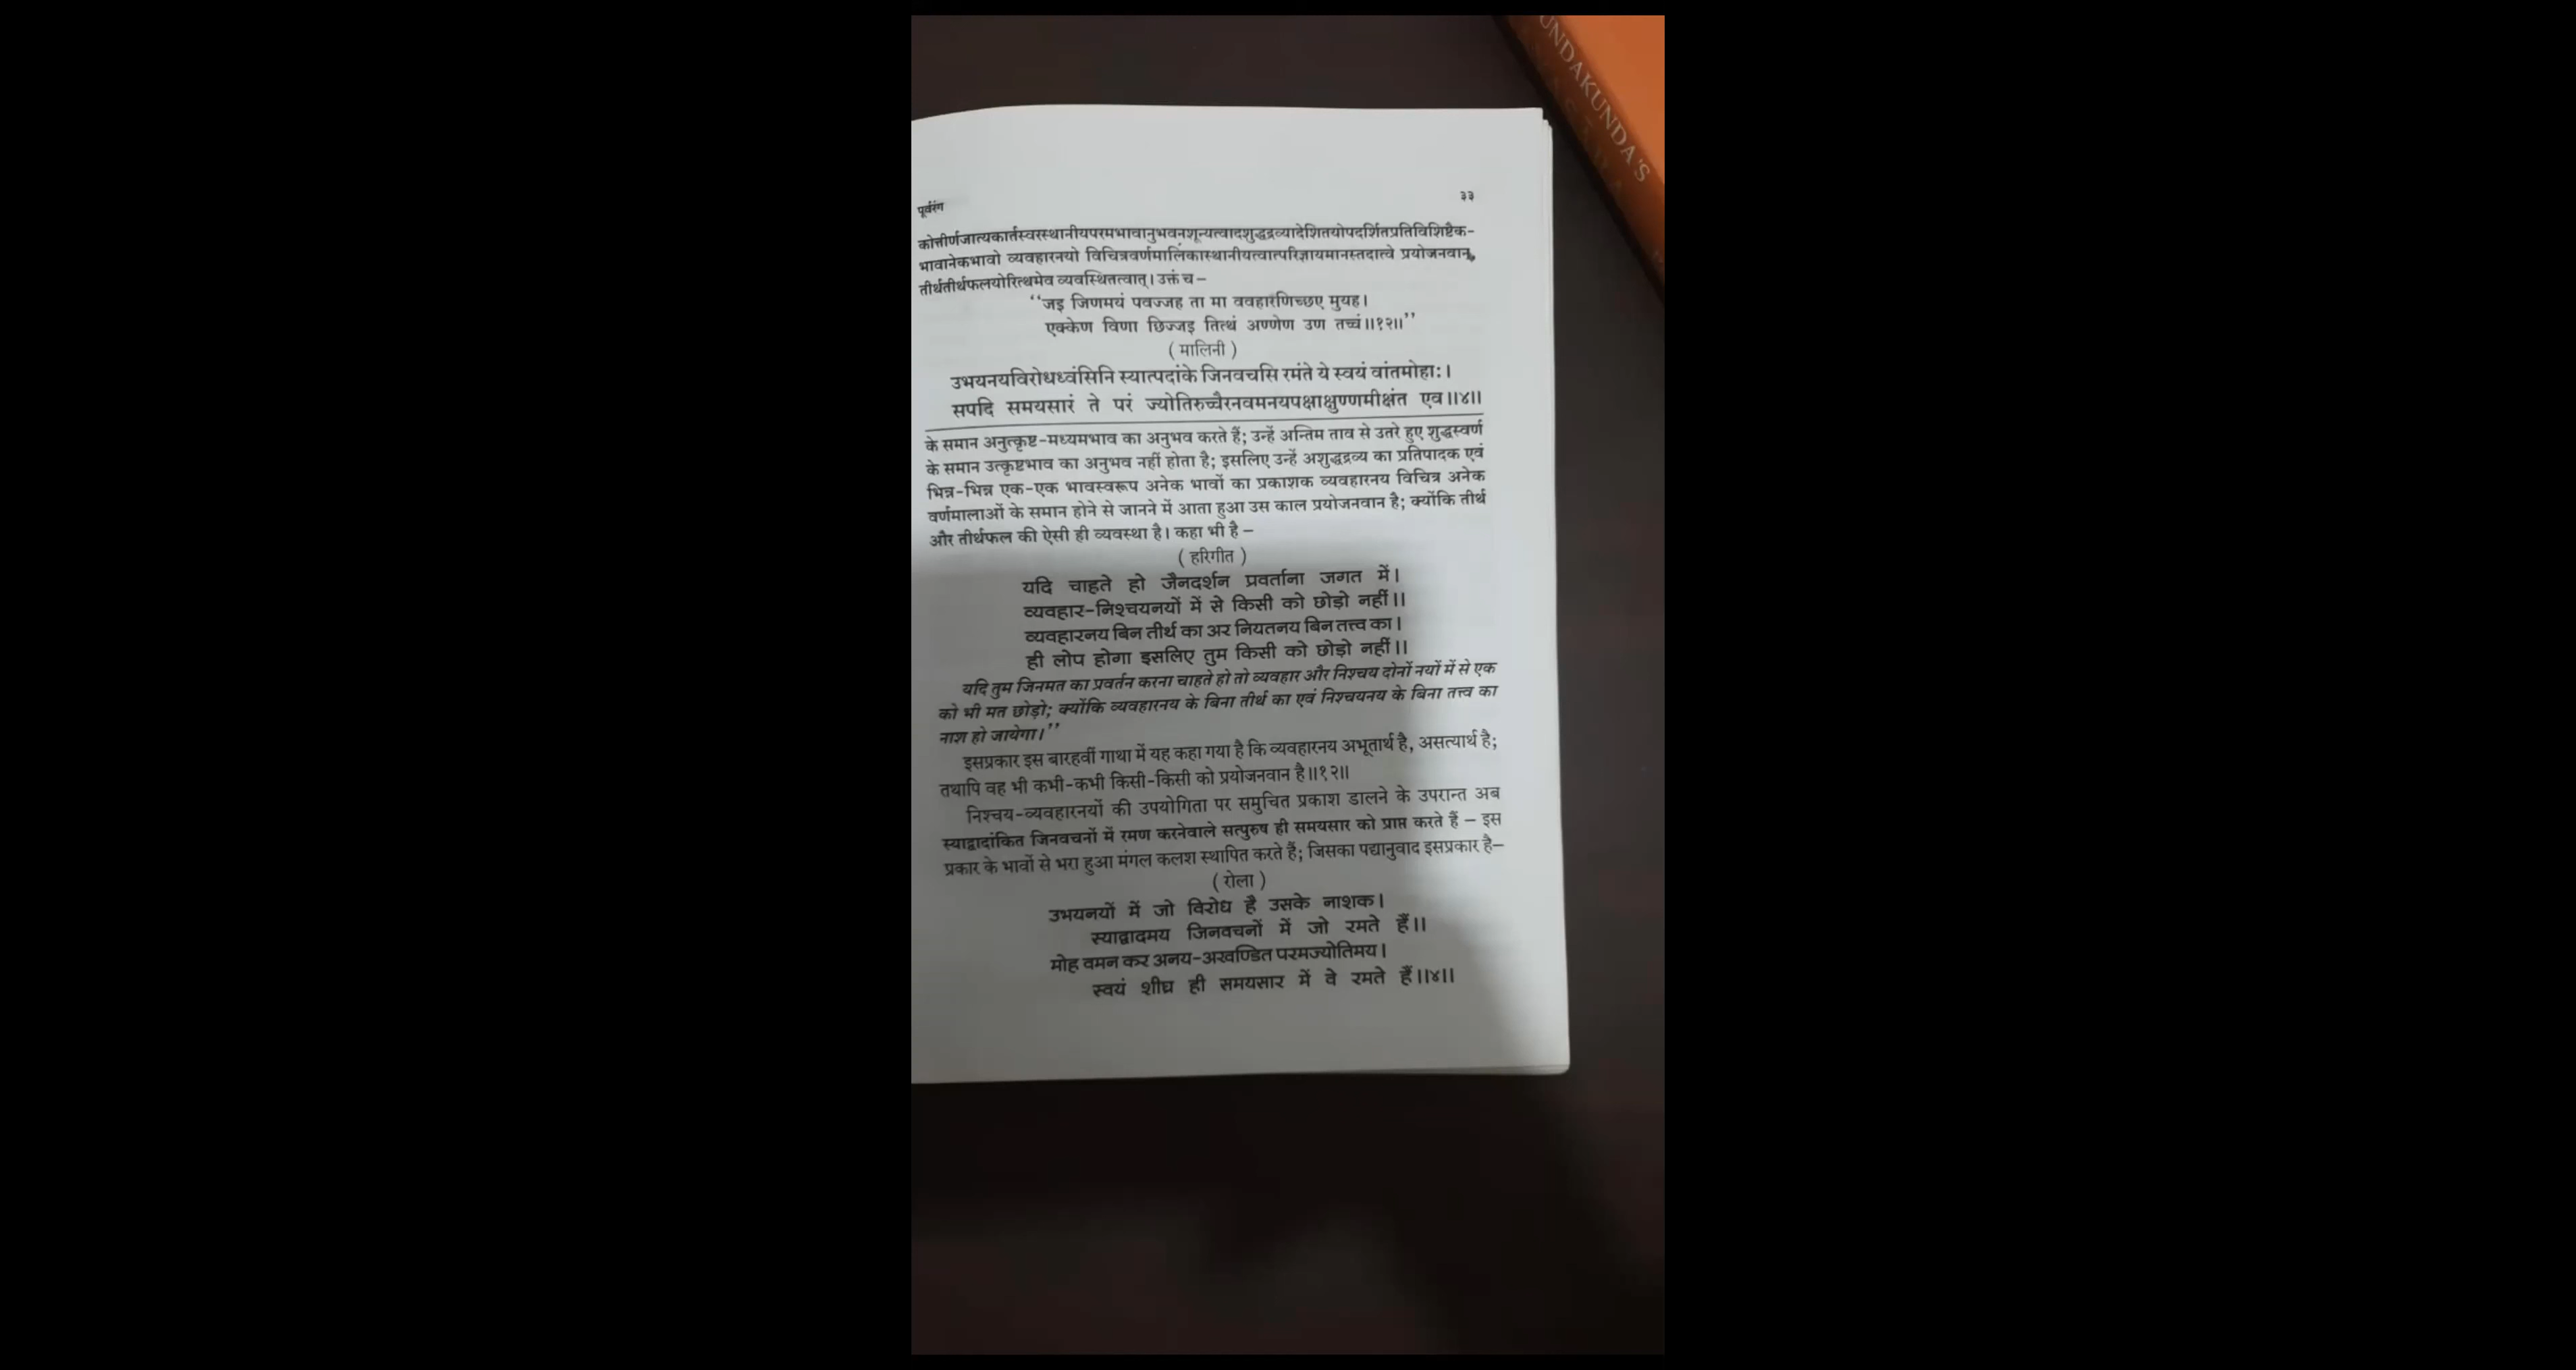 UNDAKUNDA'S
पूर्वरंग
३३
कोत्तीर्णजात्यकार्तस्वरस्थानीयपरमभावानुभवनशून्यत्वादशुद्धद्रव्यादेशितयोपदर्शितप्रतिविशिष्टैक-
भावानेकभावो व्यवहारनयो विचित्रवर्णमालिकास्थानीयत्वात्परिज्ञायमानस्तदात्वे प्रयोजनवान्,
तीर्थतीर्थफलयोरित्थमेव व्यवस्थितत्वात्। उक्तं च –
‘‘जइ जिणमयं पवज्जह ता मा ववहारणिच्छए मुयह।
एक्केण विणा छिज्जइ तित्थं अण्णेण उण तच्चं॥१२॥’’
( मालिनी )
उभयनयविरोधध्वंसिनि स्यात्पदांके जिनवचसि रमंते ये स्वयं वांतमोहाः।
सपदि समयसारं ते परं ज्योतिरुच्चैरनवमनयपक्षाक्षुण्णमीक्षंत एव॥४॥
के समान अनुत्कृष्ट-मध्यमभाव का अनुभव करते हैं; उन्हें अन्तिम ताव से उतरे हुए शुद्धस्वर्ण
के समान उत्कृष्टभाव का अनुभव नहीं होता है; इसलिए उन्हें अशुद्धद्रव्य का प्रतिपादक एवं
भिन्न-भिन्न एक-एक भावस्वरूप अनेक भावों का प्रकाशक व्यवहारनय विचित्र अनेक
वर्णमालाओं के समान होने से जानने में आता हुआ उस काल प्रयोजनवान है; क्योंकि तीर्थ
और तीर्थफल की ऐसी ही व्यवस्था है। कहा भी है –
( हरिगीत )
यदि चाहते हो जैनदर्शन प्रवर्ताना जगत में।
व्यवहार-निश्चयनयों में से किसी को छोड़ो नहीं॥
व्यवहारनय बिन तीर्थ का अर नियतनय बिन तत्त्व का।
ही लोप होगा इसलिए तुम किसी को छोड़ो नहीं॥
यदि तुम जिनमत का प्रवर्तन करना चाहते हो तो व्यवहार और निश्चय दोनों नयों में से एक
को भी मत छोड़ो; क्योंकि व्यवहारनय के बिना तीर्थ का एवं निश्चयनय के बिना तत्त्व का
नाश हो जायेगा।’’
इसप्रकार इस बारहवीं गाथा में यह कहा गया है कि व्यवहारनय अभूतार्थ है, असत्यार्थ है;
तथापि वह भी कभी-कभी किसी-किसी को प्रयोजनवान है॥१२॥
निश्चय-व्यवहारनयों की उपयोगिता पर समुचित प्रकाश डालने के उपरान्त अब
स्याद्वादांकित जिनवचनों में रमण करनेवाले सत्पुरुष ही समयसार को प्राप्त करते हैं – इस
प्रकार के भावों से भरा हुआ मंगल कलश स्थापित करते हैं; जिसका पद्यानुवाद इसप्रकार है–
( रोला )
उभयनयों में जो विरोध है उसके नाशक।
स्याद्वादमय जिनवचनों में जो रमते हैं॥
मोह वमन कर अनय-अखण्डित परमज्योतिमय।
स्वयं शीघ्र ही समयसार में वे रमते हैं॥४॥